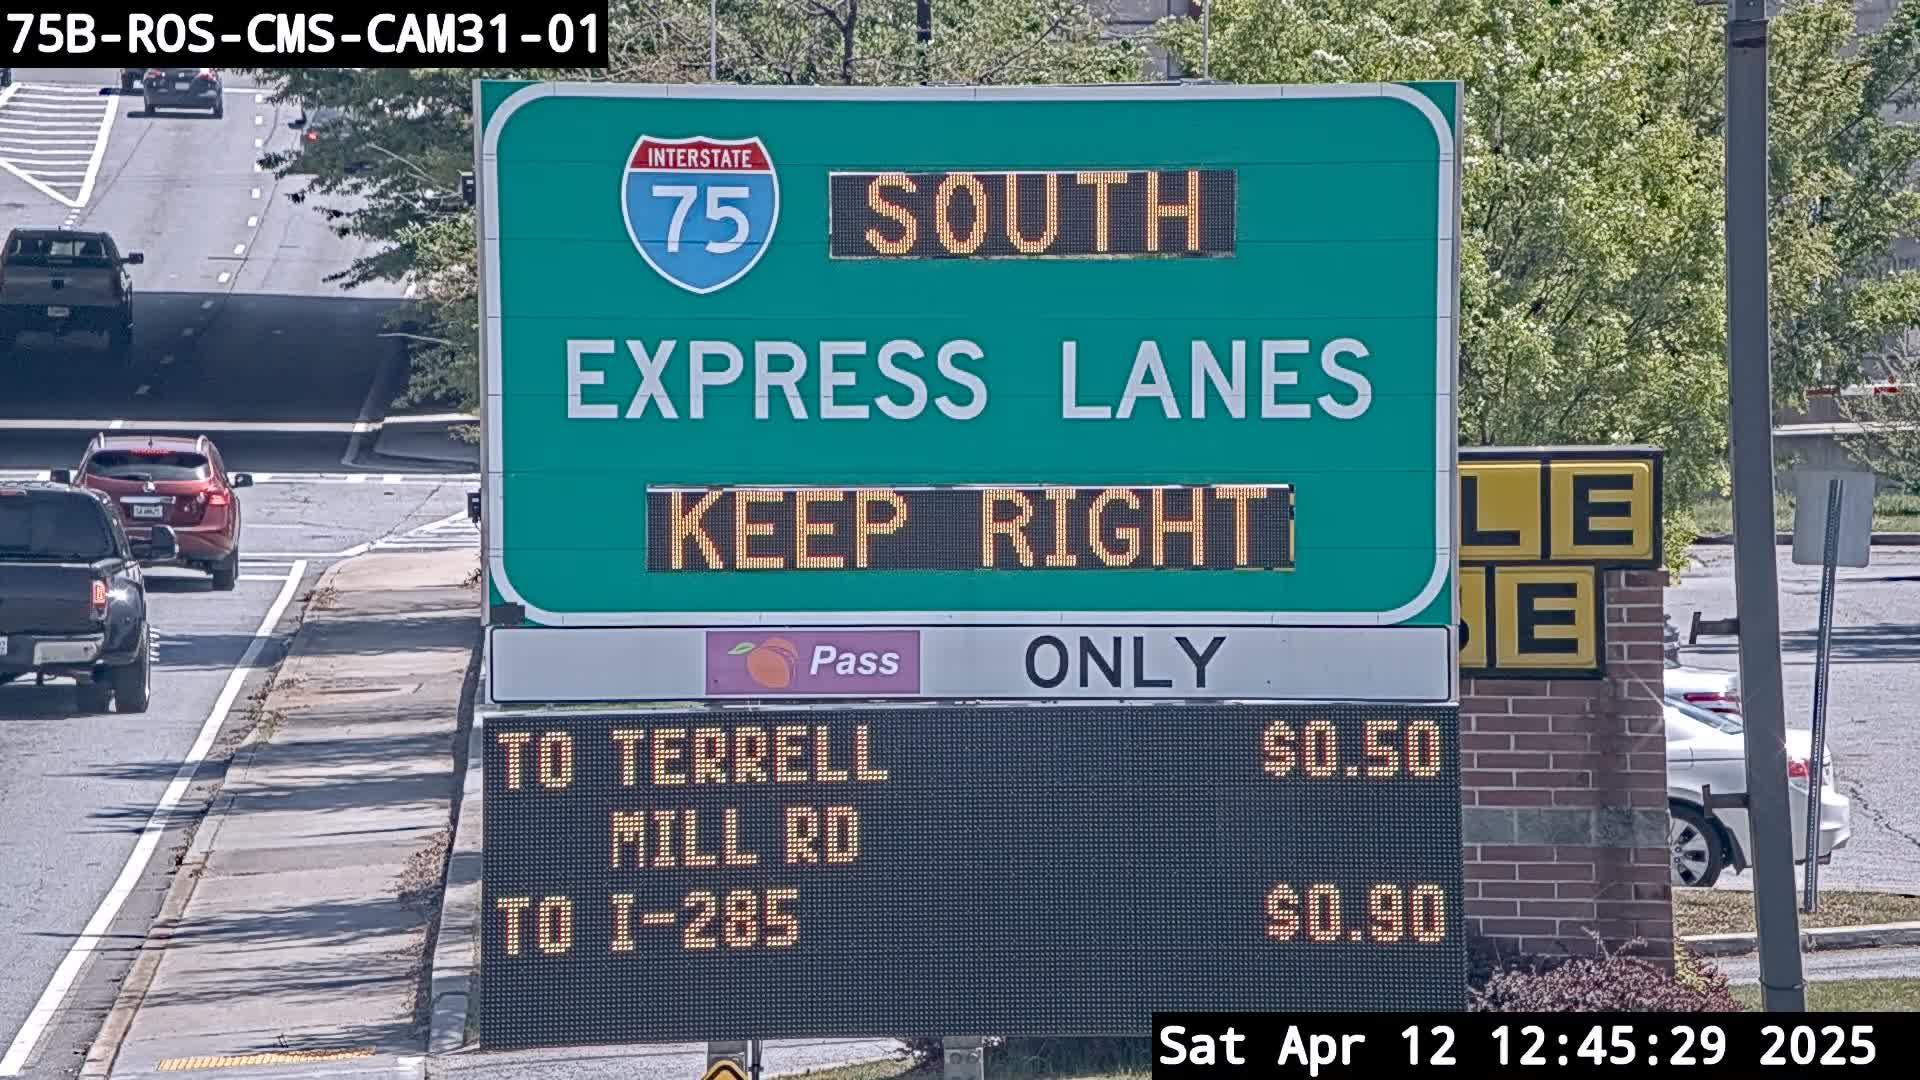 75B-ROS-CMS-CAM31-01
INTERSTATE
75
SOUTH
EXPRESS LANES
KEEP RIGHT
LE
E
Pass ONLY
TO TERRELL $0.50
MILL RD
TO I-285 $0.90
Sat Apr 12 12:45:29 2025